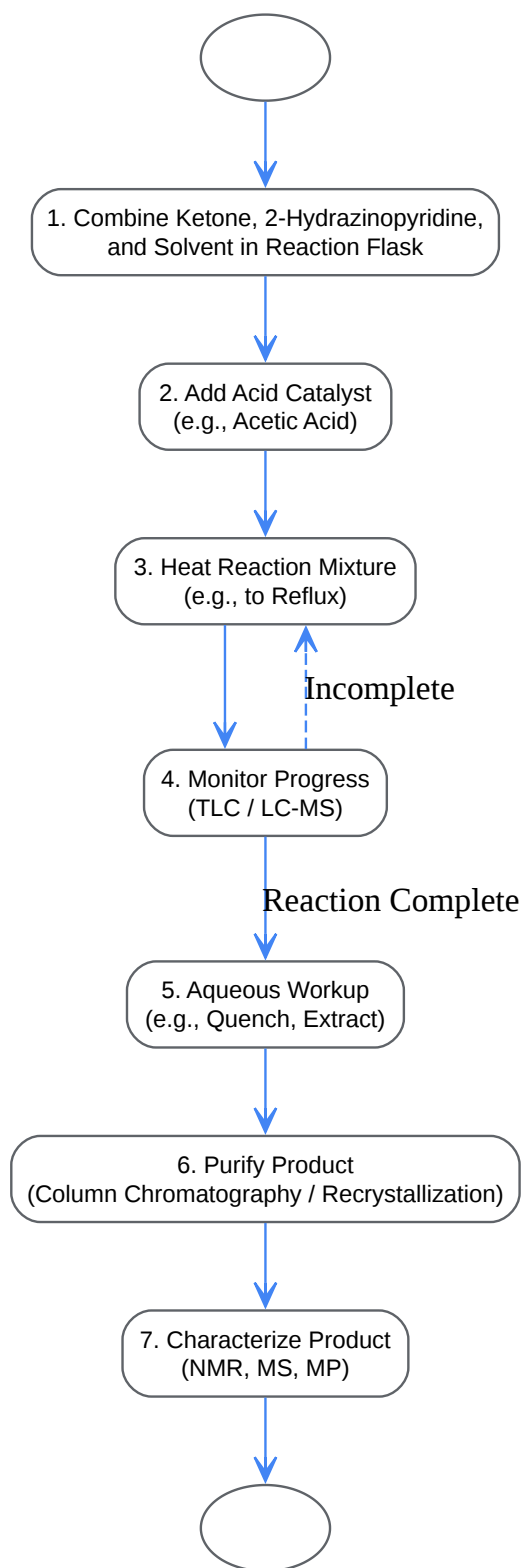 1. Combine Ketone, 2-Hydrazinopyridine,
and Solvent in Reaction Flask
2. Add Acid Catalyst
(e.g., Acetic Acid)
3. Heat Reaction Mixture
(e.g., to Reflux)
Incomplete
4. Monitor Progress
(TLC / LC-MS)
Reaction Complete
5. Aqueous Workup
(e.g., Quench, Extract)
6. Purify Product
(Column Chromatography / Recrystallization)
7. Characterize Product
(NMR, MS, MP)